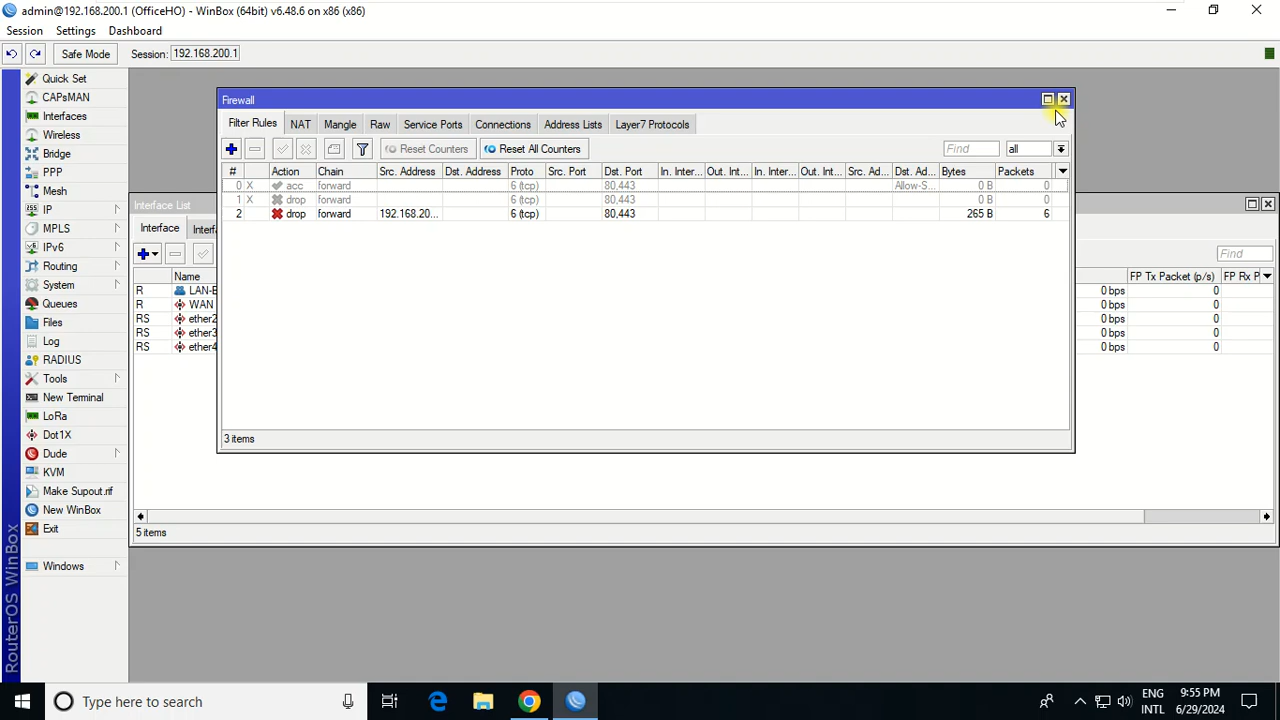 admin@192.168.200.1 (OfficeHO) - WinBox (64bit) v6.48.6 on x86 (x86)
Session Settings Dashboard
Safe Mode Session: 192.168.200.1
Quick Set
CAPsMAN
Interfaces
Wireless
Bridge
PPP
Mesh
IP
MPLS
IPv6
Routing
System
Queues
Files
Log
RADIUS
Tools
New Terminal
LoRa
Dot1X
Dude
KVM
Make Supout.rif
New WinBox
Exit
Windows
RouterOS WinBox
Firewall
Filter Rules NAT Mangle Raw Service Ports Connections Address Lists Layer7 Protocols
Reset Counters Reset All Counters Find all
# Action Chain Src. Address Dst. Address Proto Src. Port Dst. Port In. Inter... Out. Int... In. Inter... Out. Int... Src. Ad... Dst. Ad... Bytes Packets
0 X acc forward 6 (tcp) 80,443 Allow-S... 0 B 0
1 X drop forward 6 (tcp) 80,443 0 B 0
2 drop forward 192.168.20... 6 (tcp) 80,443 265 B 6
3 items
Interface List
Interface Interf
Find
Name FP Tx Packet (p/s) FP Rx P
R LAN-B 0 bps 0
R WAN 0 bps 0
RS ether2 0 bps 0
RS ether3 0 bps 0
RS ether4 0 bps 0
5 items
Type here to search
ENG
INTL
9:55 PM
6/29/2024